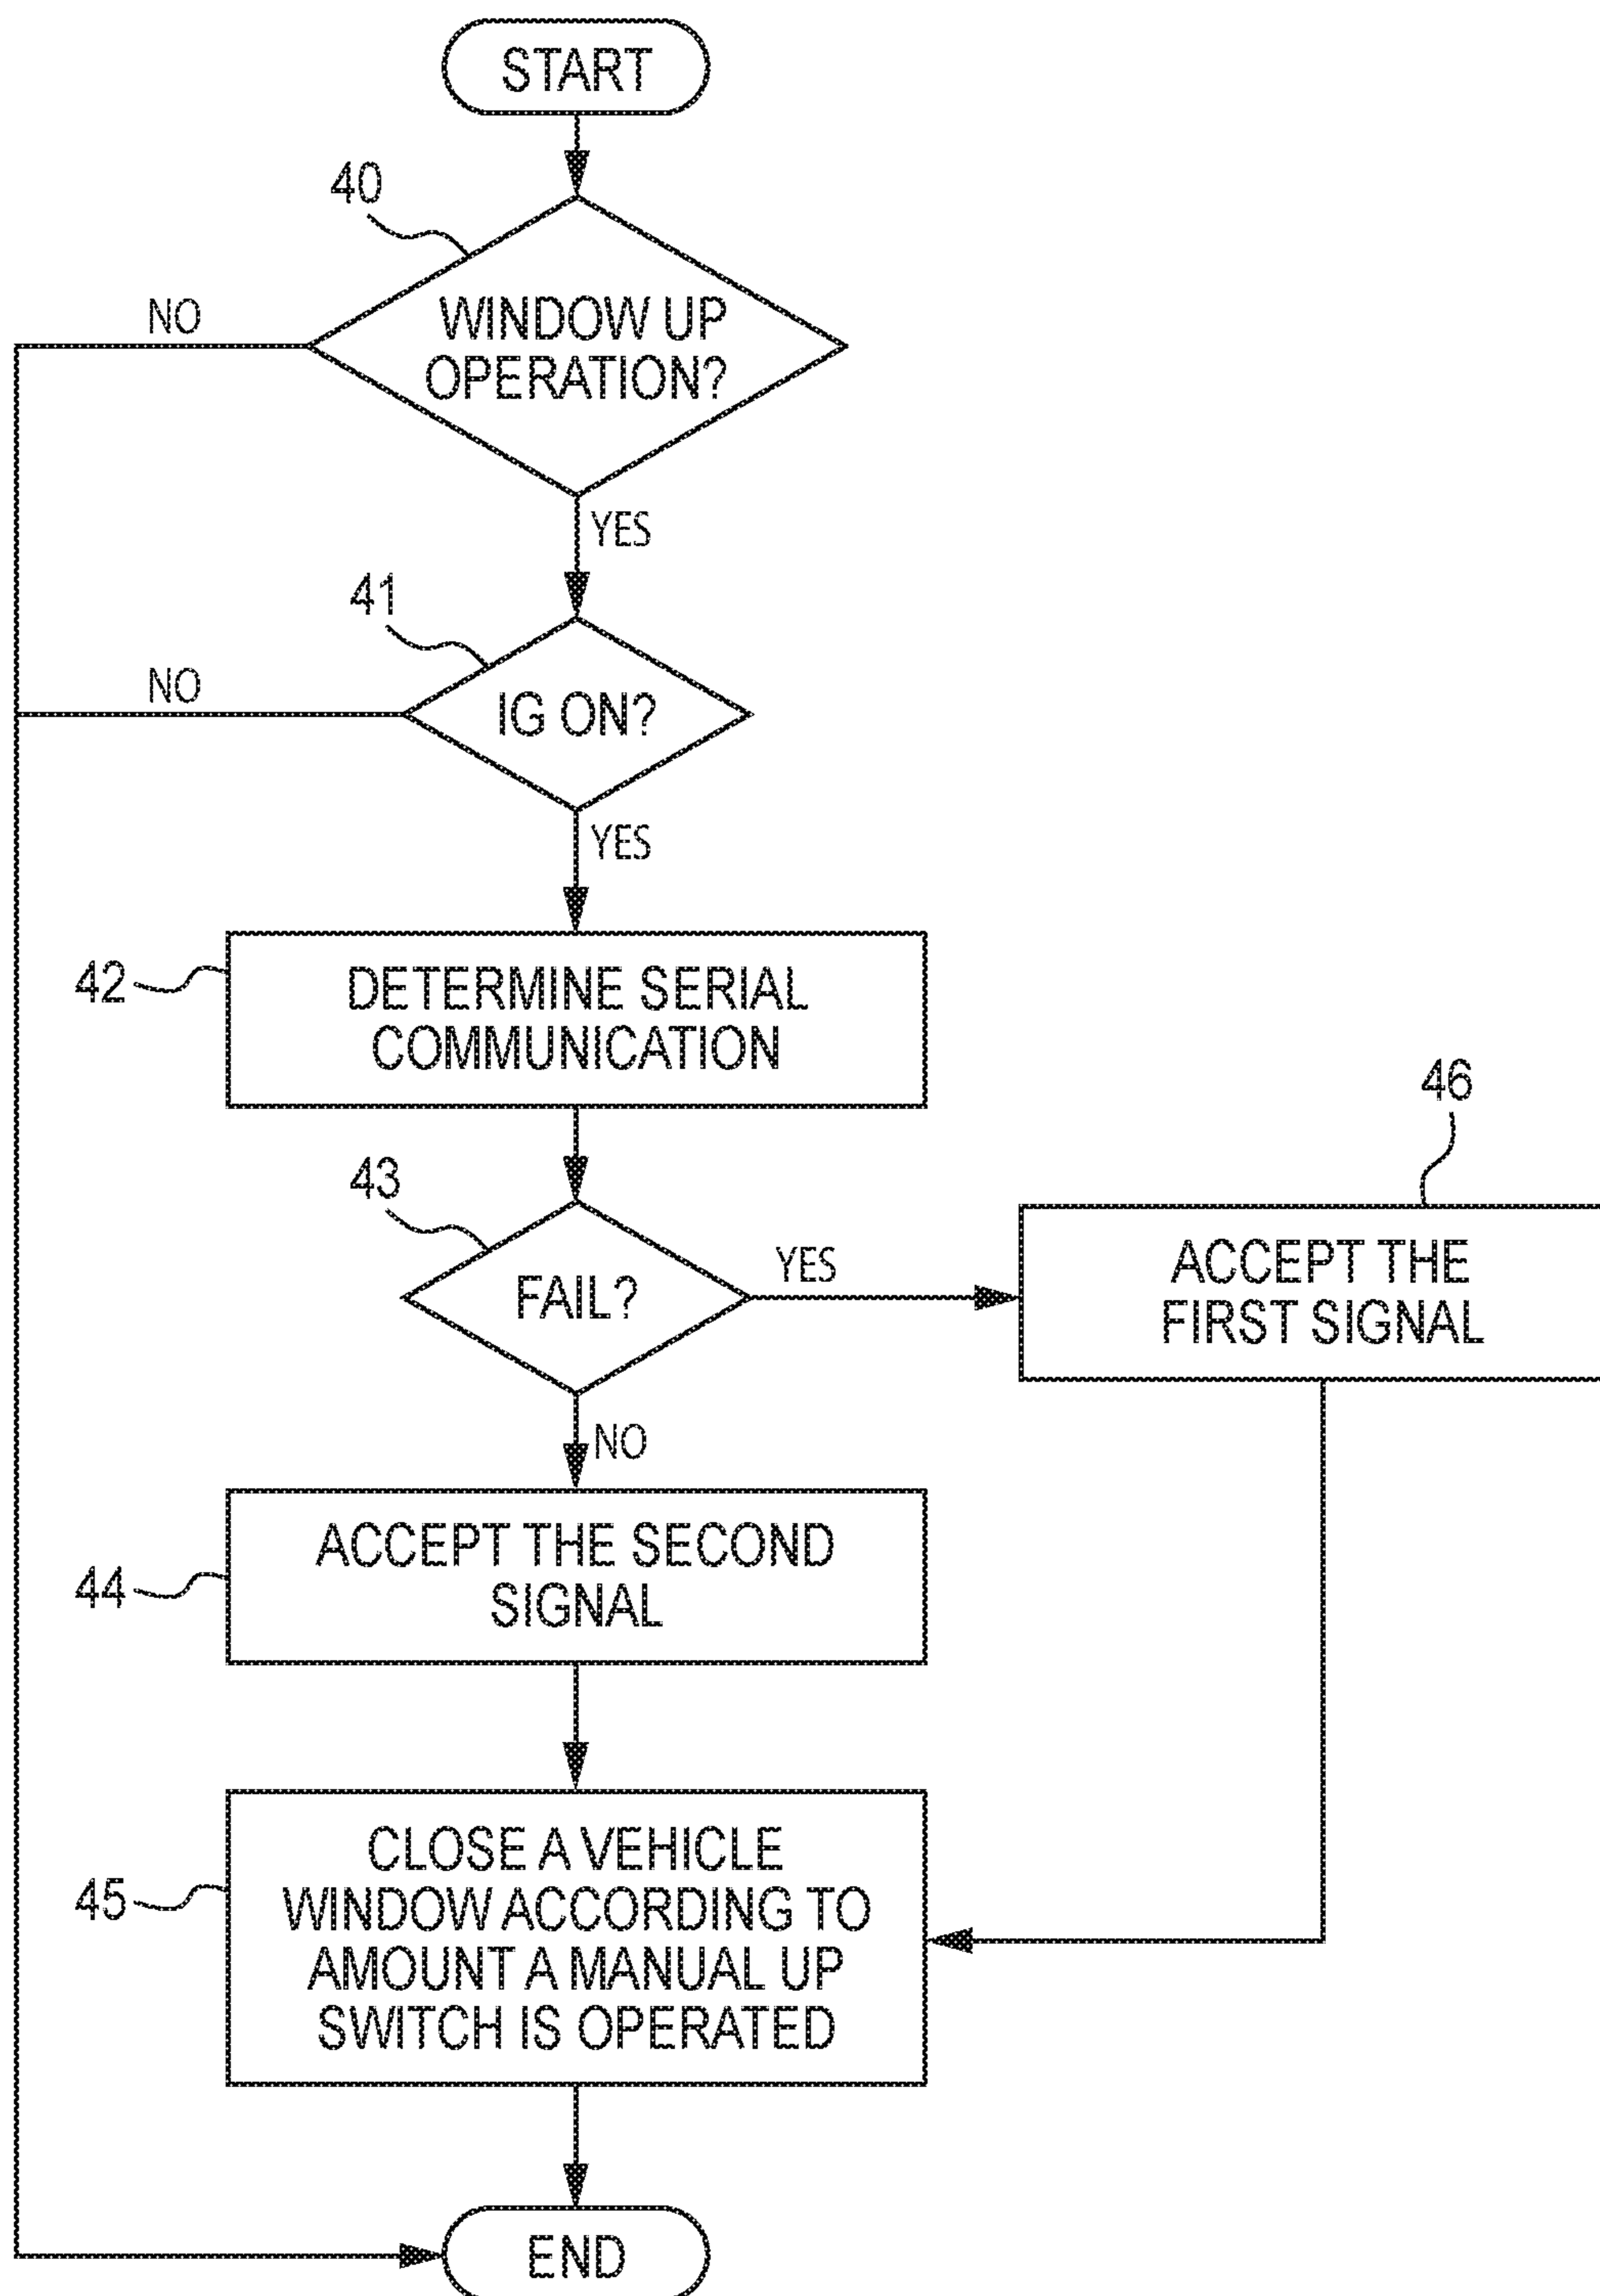 START
40
WINDOW UP
OPERATION?
NO
YES
41
IG ON?
NO
YES
42
DETERMINE SERIAL
COMMUNICATION
43
FAIL?
YES
46
ACCEPT THE
FIRST SIGNAL
NO
44
ACCEPT THE SECOND
SIGNAL
45
CLOSE A VEHICLE
WINDOW ACCORDING TO
AMOUNT A MANUAL UP
SWITCH IS OPERATED
END